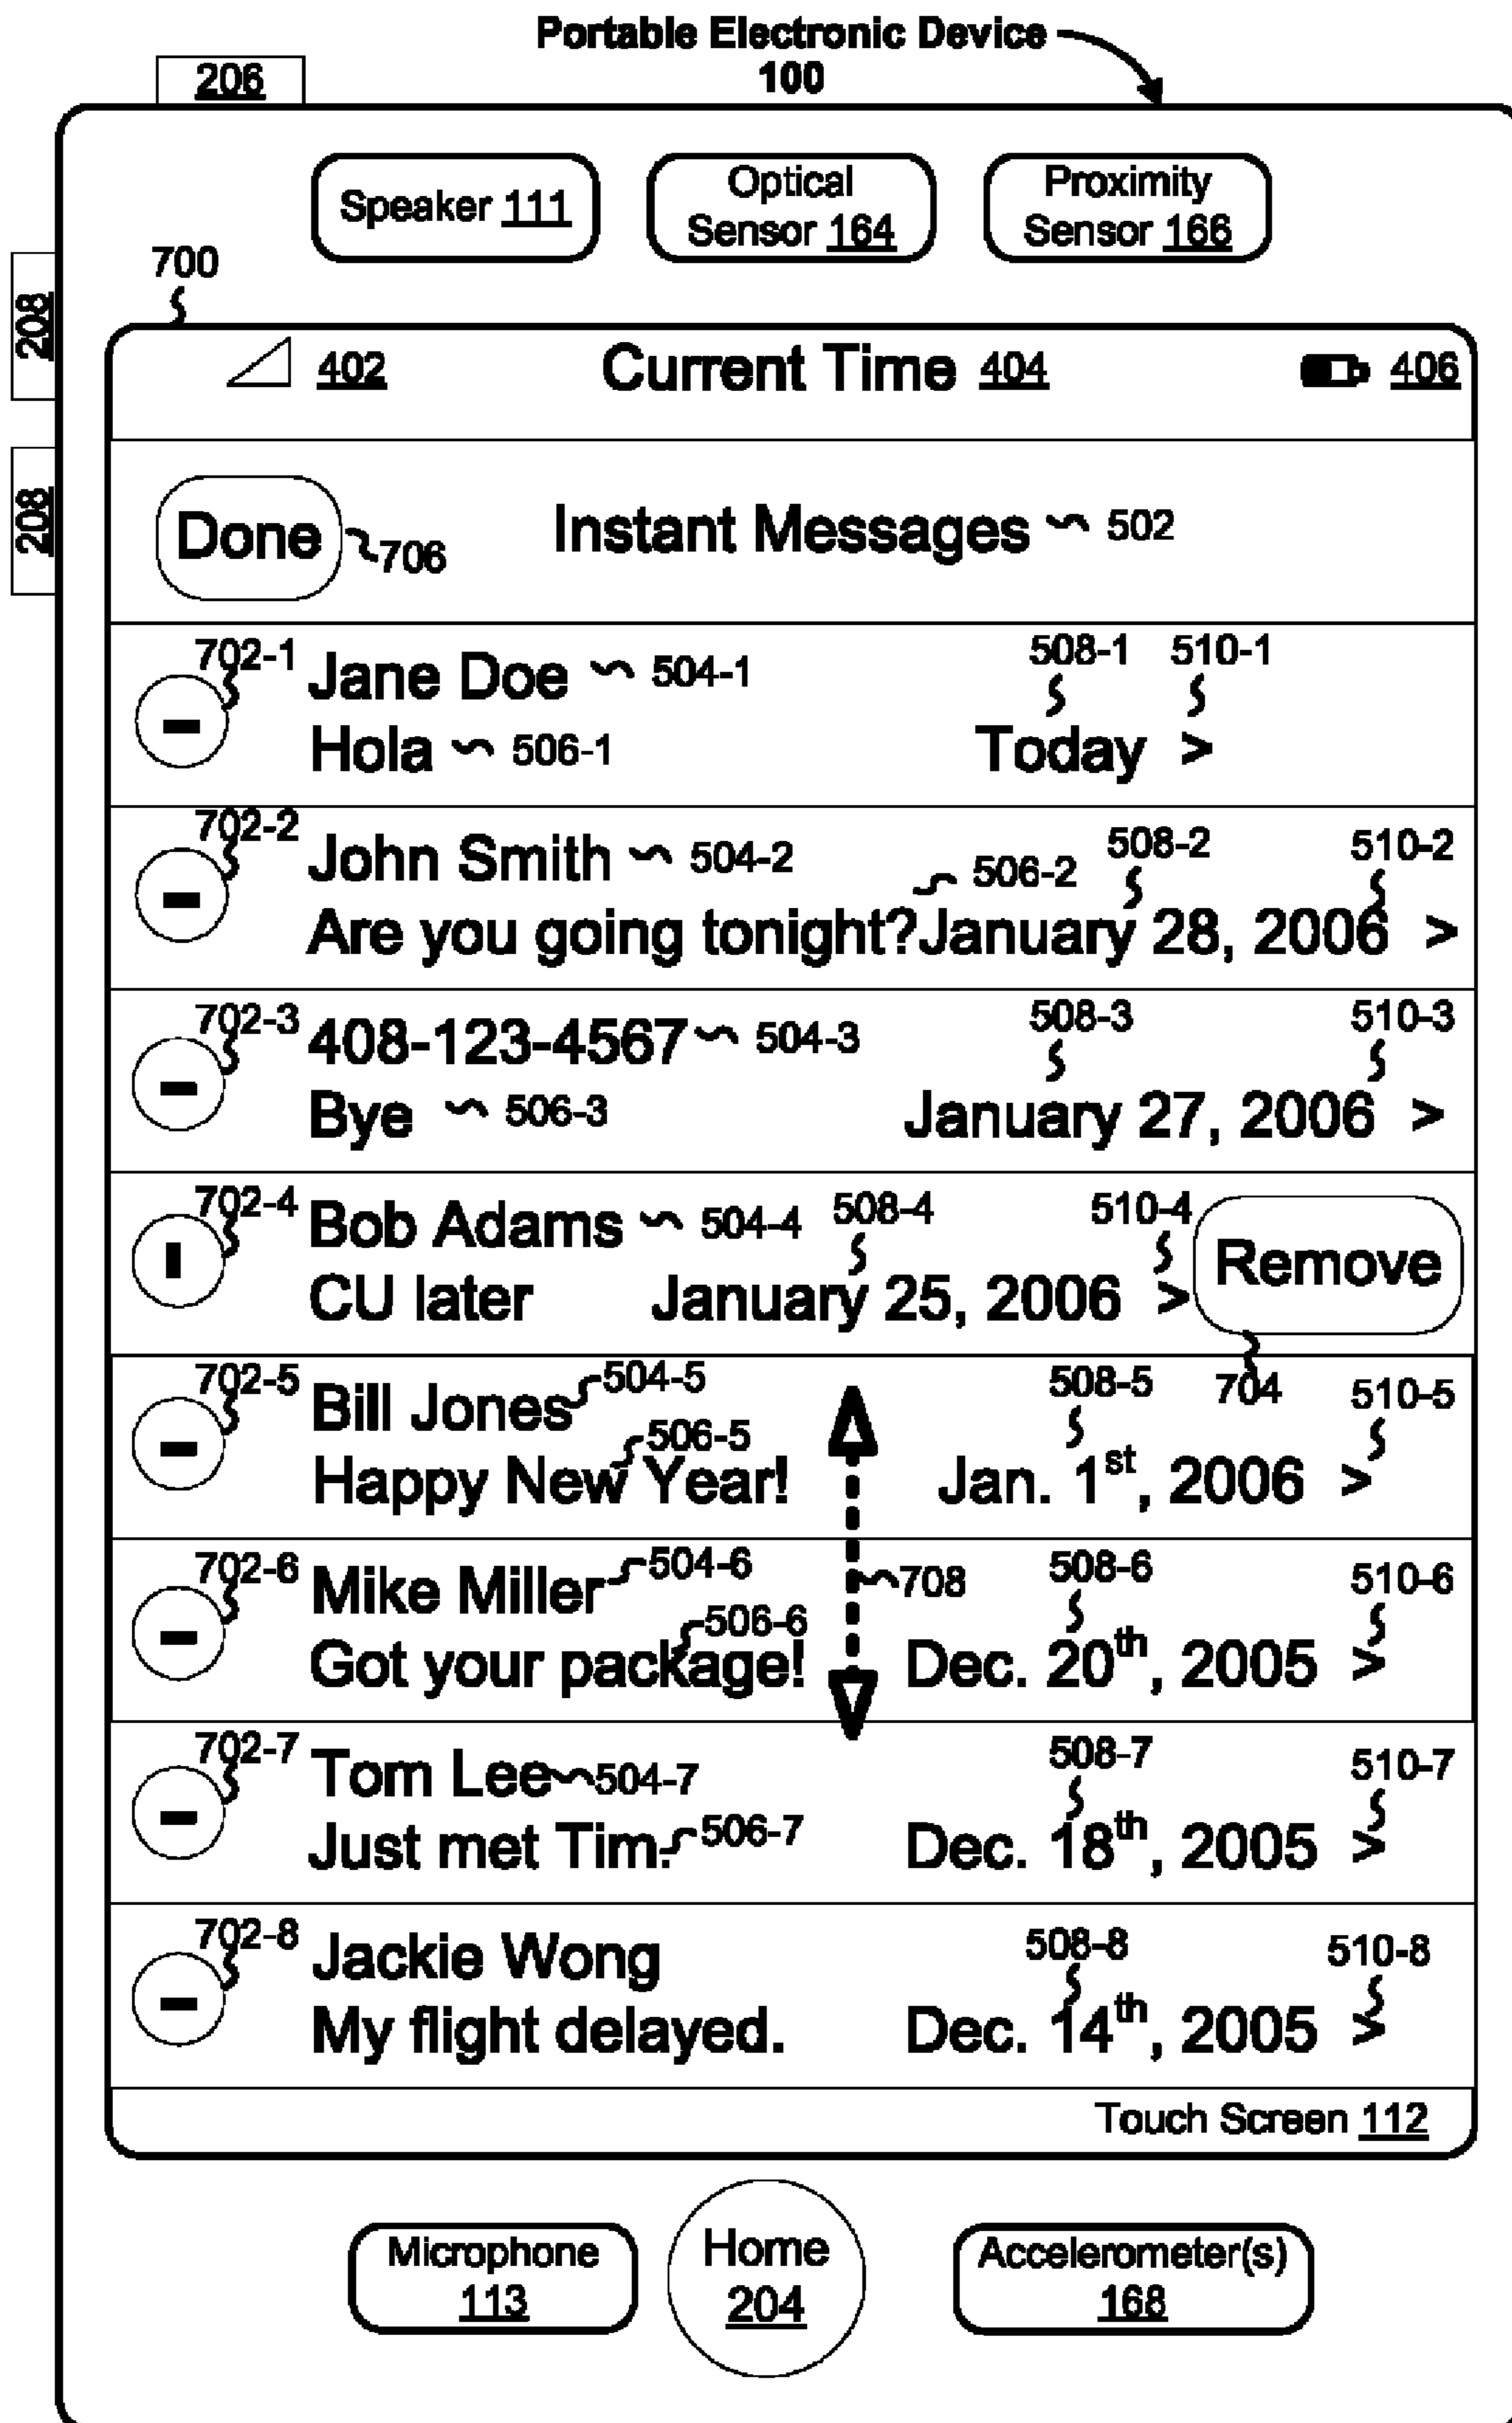 Portable Electronic Device
100
206
Speaker 111
Optical
Sensor 164
Proximity
Sensor 166
700
208
402 Current Time 404 406
208
Done 706 Instant Messages 502
702-1 Jane Doe 504-1 508-1 510-1
- Hola 506-1 Today >
702-2 John Smith 504-2 506-2 508-2 510-2
- Are you going tonight? January 28, 2006 >
702-3 408-123-4567 504-3 508-3 510-3
- Bye 506-3 January 27, 2006 >
702-4 Bob Adams 504-4 508-4 510-4 Remove
CU later January 25, 2006 >
704
702-5 Bill Jones 504-5 508-5 510-5
506-5
- Happy New Year! Jan. 1st, 2006 >
702-6 Mike Miller 504-6 708 508-6 510-6
506-6
- Got your package! Dec. 20th, 2005 >
702-7 Tom Lee 504-7 508-7 510-7
- Just met Tim. 506-7 Dec. 18th, 2005 >
702-8 Jackie Wong 508-8 510-8
- My flight delayed. Dec. 14th, 2005 >
Touch Screen 112
Microphone
113
Home
204
Accelerometer(s)
168